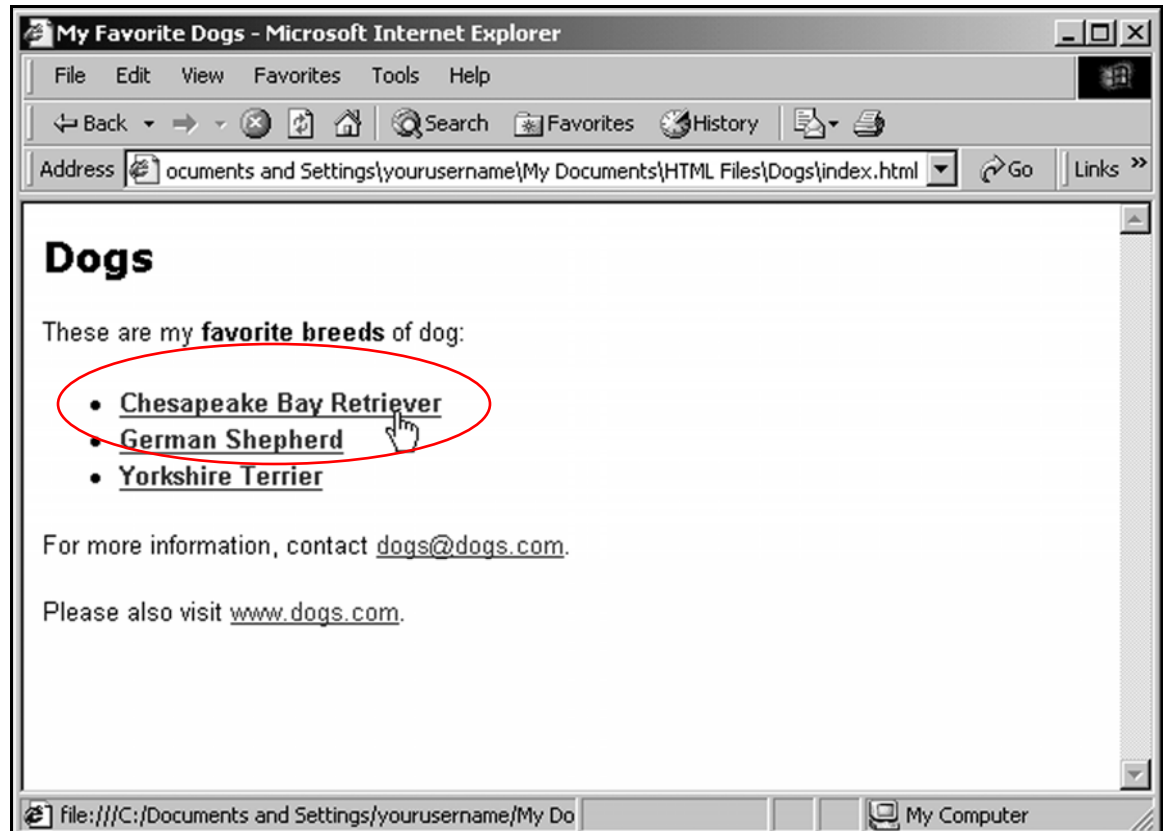 My Favorite Dogs - Microsoft Internet Explorer
File Edit View Favorites Tools Help
Back Search Favorites History
Address ocuments and Settings\yourusername\My Documents\HTML Files\Dogs\index.html Go Links »
Dogs
These are my favorite breeds of dog:
• Chesapeake Bay Retriever
• German Shepherd
• Yorkshire Terrier
For more information, contact dogs@dogs.com.
Please also visit www.dogs.com.
file:///C:/Documents and Settings/yourusername/My Do My Computer